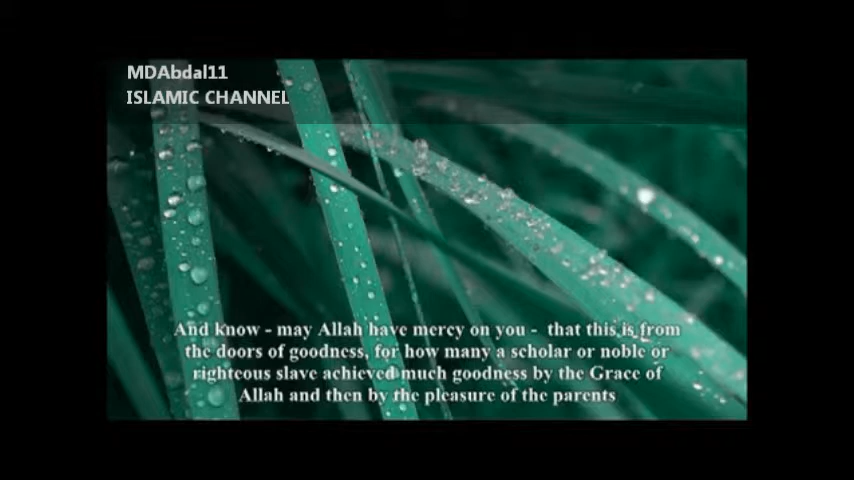 MDAbdal11
ISLAMIC CHANNEL
And know - may Allah have mercy on you - that this is from
the doors of goodness, for how many a scholar or noble or
righteous slave achieved much goodness by the Grace of
Allah and then by the pleasure of the parents